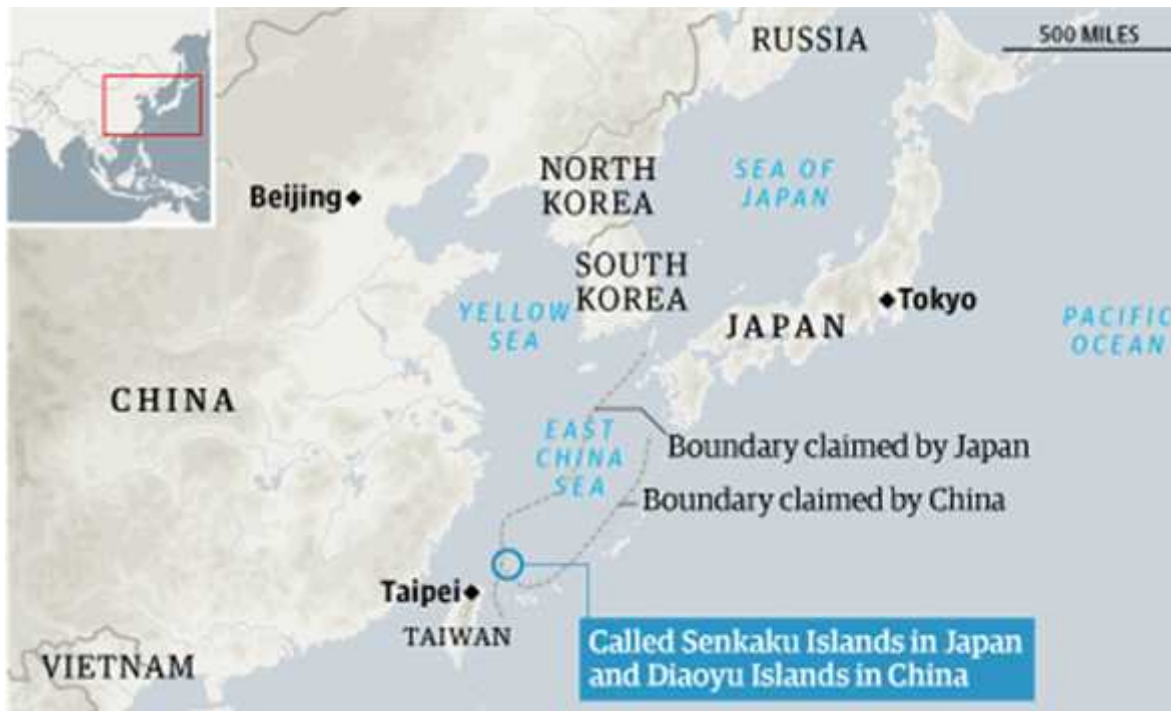 RUSSIA
500 MILES
NORTH
KOREA
SEA OF
JAPAN
Beijing
SOUTH
KOREA
YELLOW
SEA
JAPAN
Tokyo
PACIFIC
OCEAN
CHINA
EAST
CHINA
SEA
Boundary claimed by Japan
Boundary claimed by China
Taipei
TAIWAN
Called Senkaku Islands in Japan
and Diaoyu Islands in China
VIETNAM